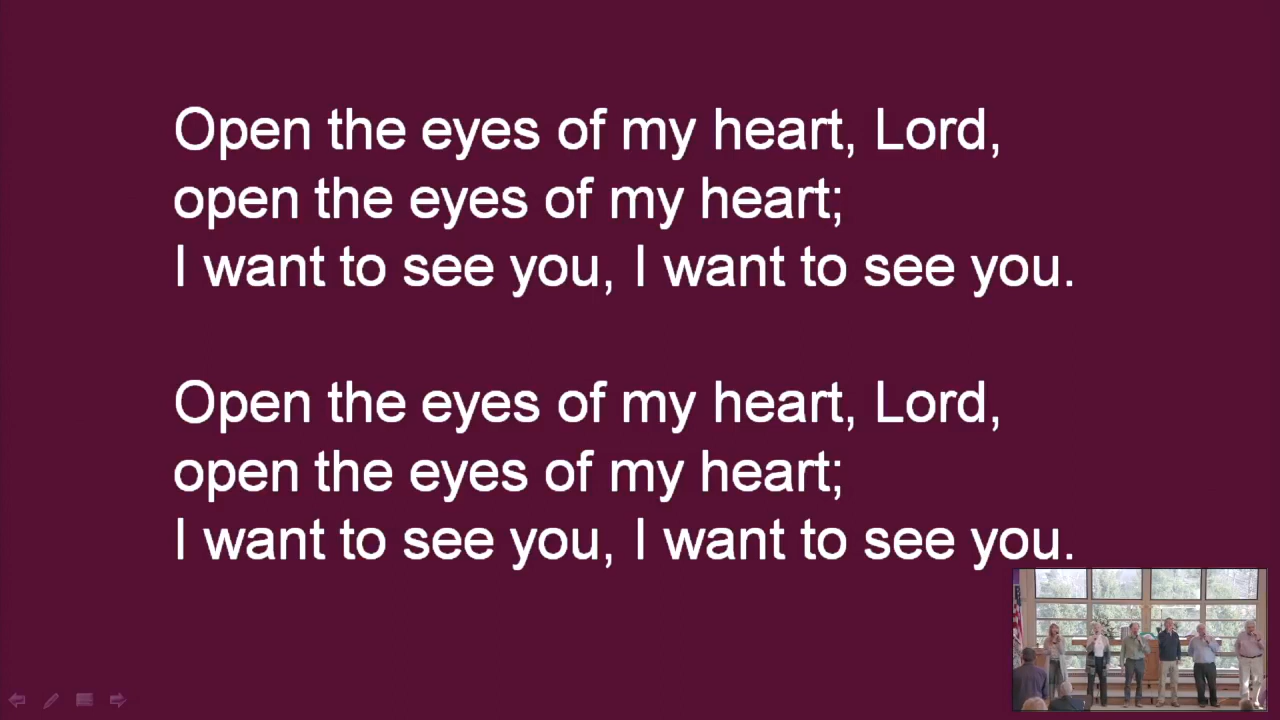 Open the eyes of my heart, Lord,
open the eyes of my heart;
I want to see you, I want to see you.
Open the eyes of my heart, Lord,
open the eyes of my heart;
I want to see you, I want to see you.